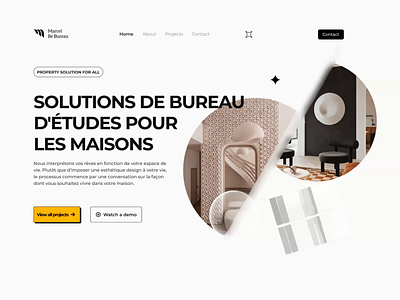 Marcel
Bé Bureau
Home About Projects Contact
Contact
PROPERTY SOLUTION FOR ALL
SOLUTIONS DE BUREAU
D'ÉTUDES POUR
LES MAISONS
Nous interprétons vos rêves en fonction de votre espace de
vie. Plutôt que d'imposer une esthétique design à votre vie,
le processus commence par une conversation sur la façon
dont vous souhaitez vivre dans votre maison.
View all projects
Watch a demo